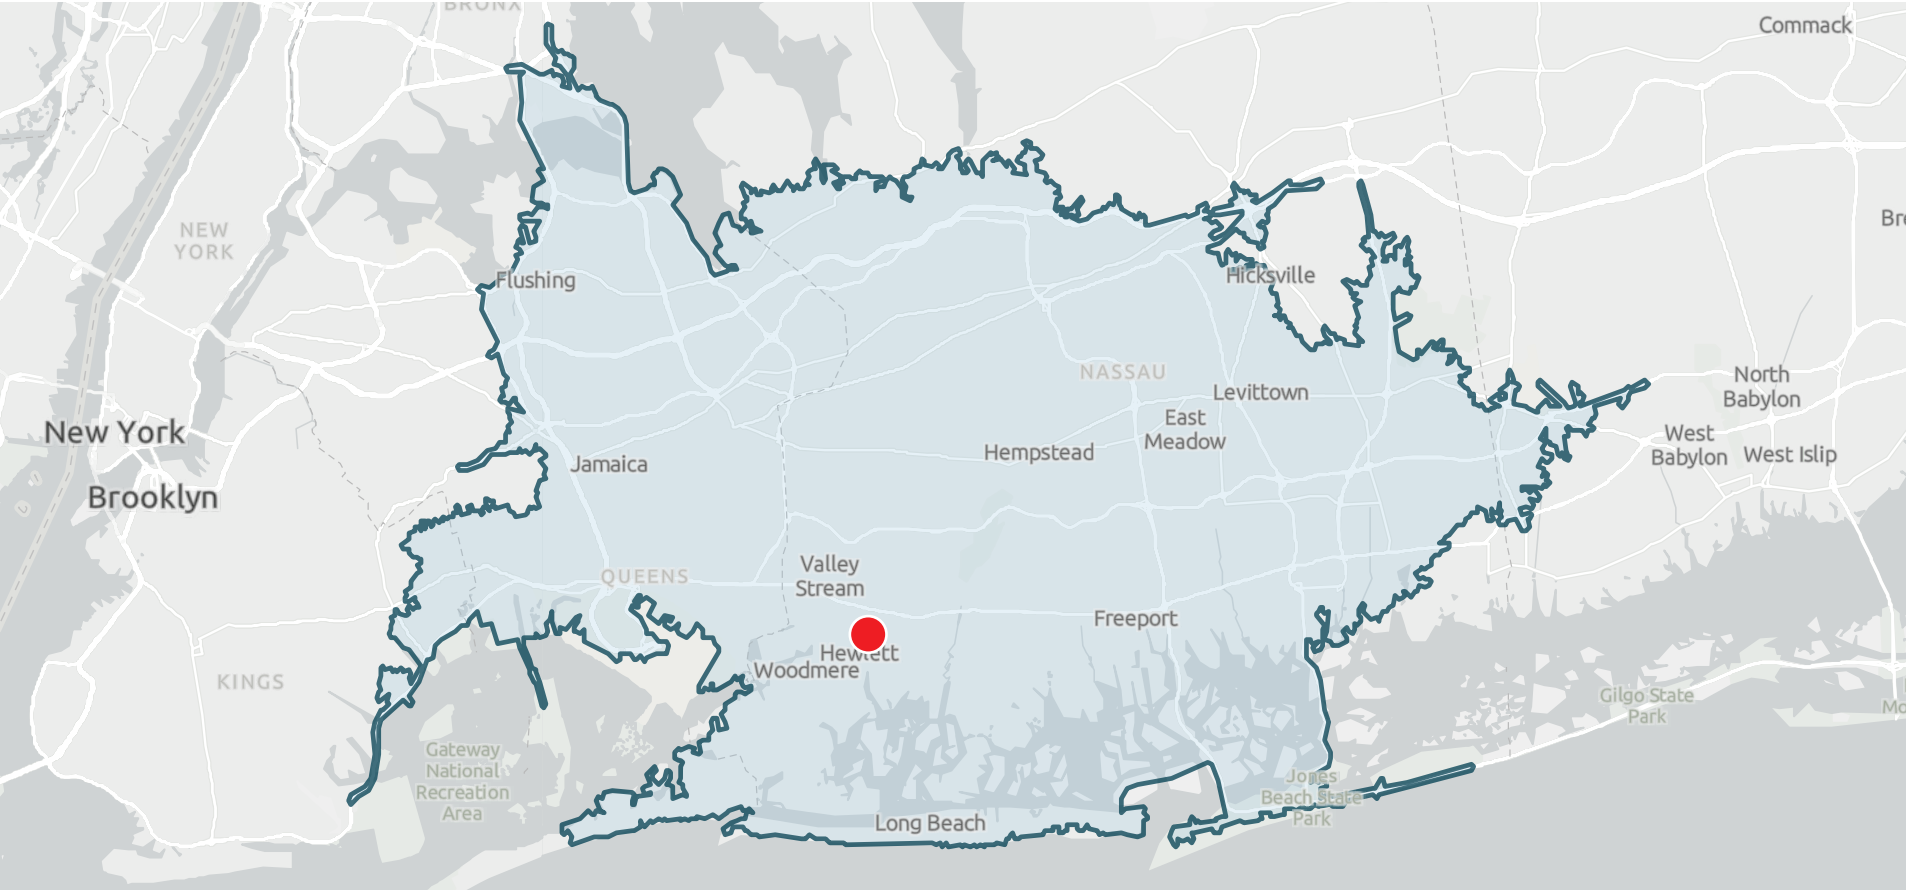 BRONX
Commack
NEW
YORK
Bre
Flushing
Hicksville
NASSAU
Levittown
North
Babylon
East
Meadow
New York
West
Babylon
West Islip
Hempstead
Jamaica
Brooklyn
Valley
Stream
QUEENS
Freeport
Hewlett
Woodmere
KINGS
Gilgo State
Park
Mo
Gateway
National
Recreation
Area
Jones
Beach State
Park
Long Beach